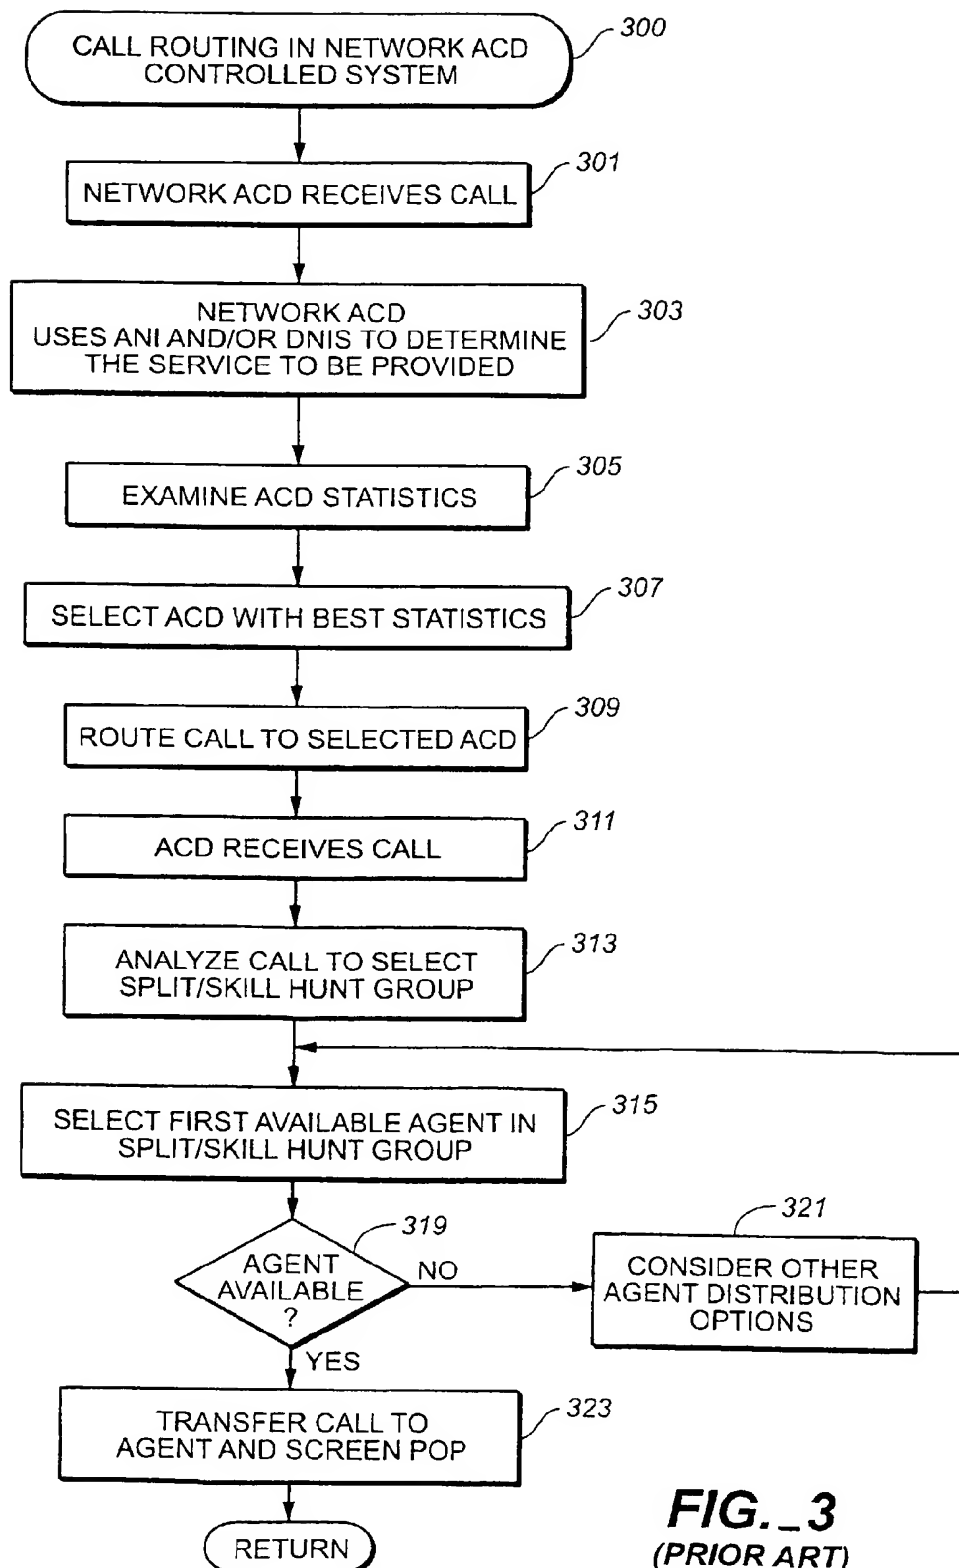 CALL ROUTING IN NETWORK ACD
CONTROLLED SYSTEM
300
NETWORK ACD RECEIVES CALL
301
NETWORK ACD
USES ANI AND/OR DNIS TO DETERMINE
THE SERVICE TO BE PROVIDED
303
EXAMINE ACD STATISTICS
305
SELECT ACD WITH BEST STATISTICS
307
ROUTE CALL TO SELECTED ACD
309
ACD RECEIVES CALL
311
ANALYZE CALL TO SELECT
SPLIT/SKILL HUNT GROUP
313
SELECT FIRST AVAILABLE AGENT IN
SPLIT/SKILL HUNT GROUP
315
AGENT
AVAILABLE
?
319
NO
321
CONSIDER OTHER
AGENT DISTRIBUTION
OPTIONS
YES
TRANSFER CALL TO
AGENT AND SCREEN POP
323
RETURN
FIG._3
(PRIOR ART)